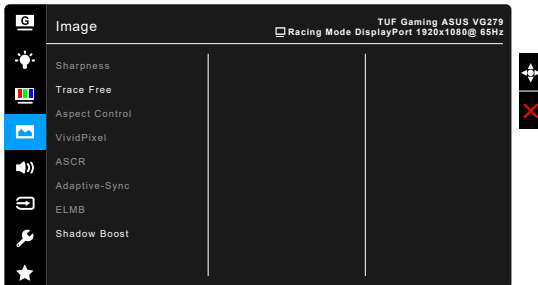 G
Image
TUF Gaming ASUS VG279
Racing Mode DisplayPort 1920x1080@ 65Hz
Sharpness
Trace Free
Aspect Control
VividPixel
ASCR
Adaptive-Sync
ELMB
Shadow Boost